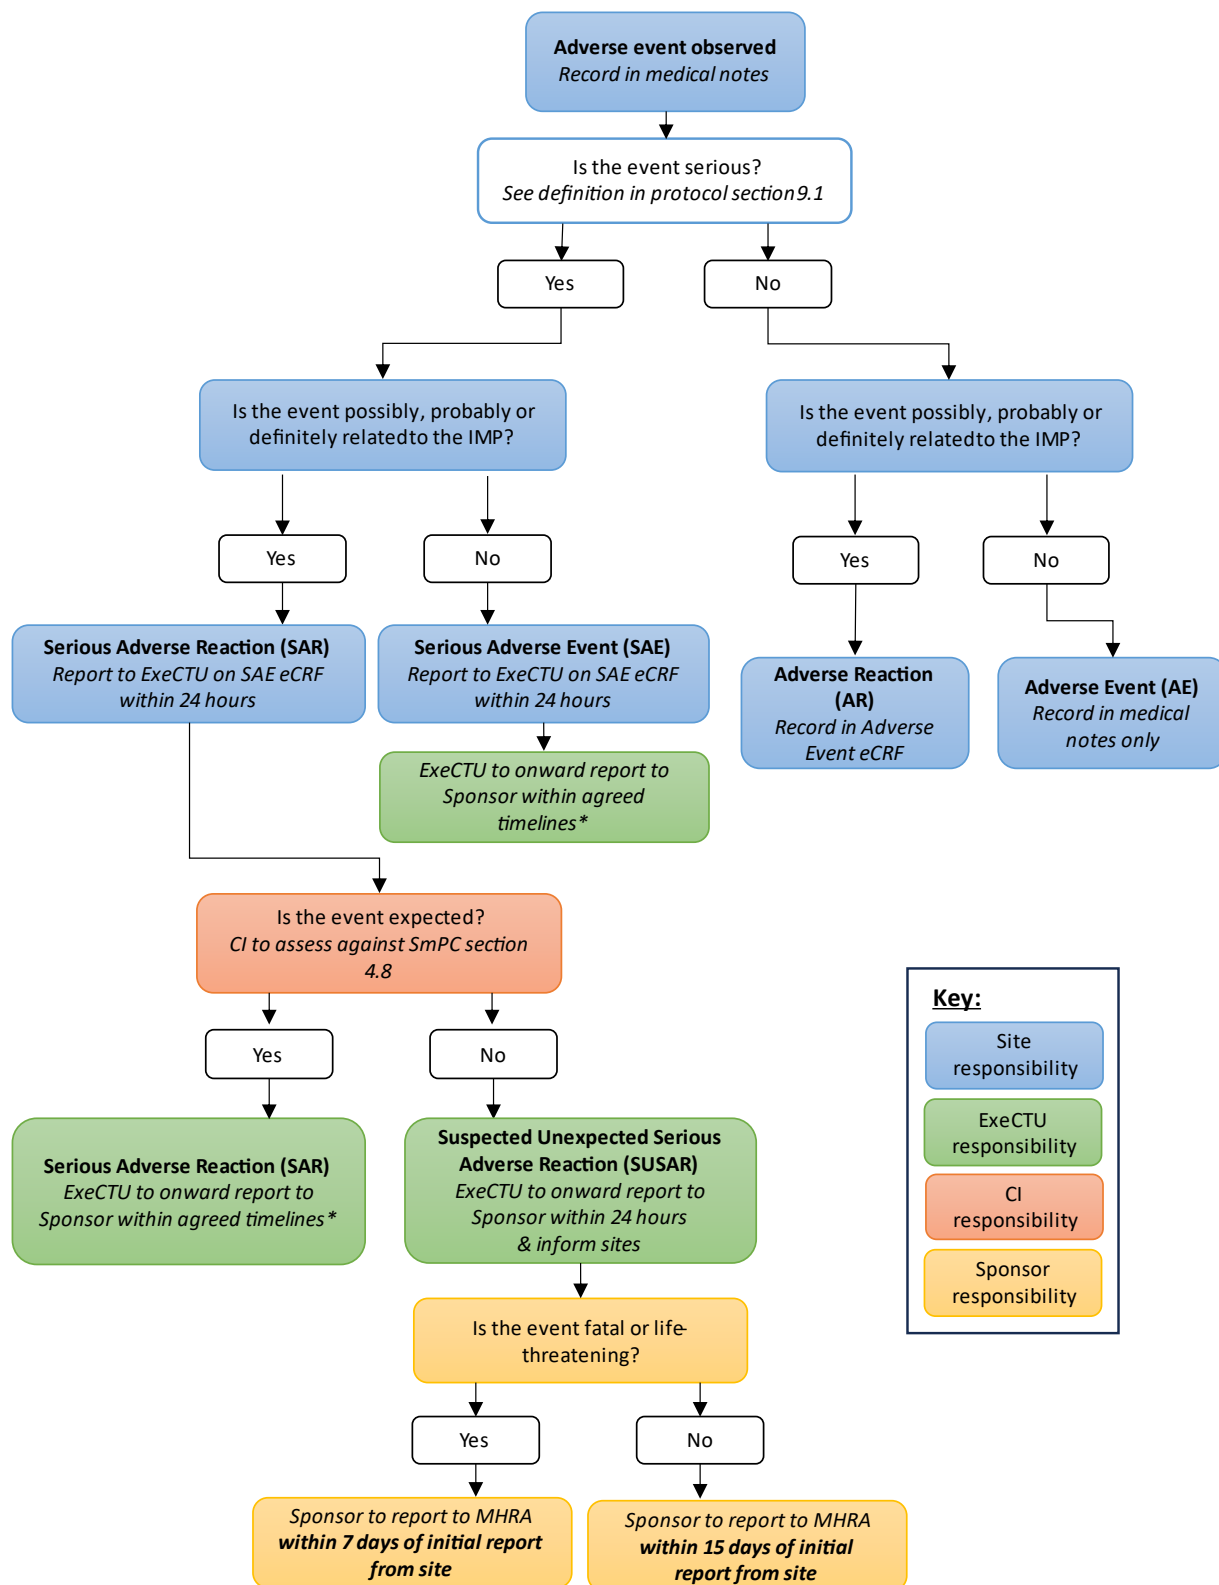 Adverse event observed
Record in medical notes
Is the event serious?
See definition in protocol section 9.1
Yes
No
Is the event possibly, probably or
definitely relatedto the IMP?
Is the event possibly, probably or
definitely relatedto the IMP?
Yes
No
Yes
No
Serious Adverse Reaction (SAR)
Report to ExeCTU on SAE eCRF
within 24 hours
Serious Adverse Event (SAE)
Report to ExeCTU on SAE eCRF
within 24 hours
Adverse Reaction
(AR)
Record in Adverse
Event eCRF
Adverse Event (AE)
Record in medical
notes only
ExeCTU to onward report to
Sponsor within agreed
timelines*
Is the event expected?
CI to assess against SmPC section
4.8
Yes
No
Serious Adverse Reaction (SAR)
ExeCTU to onward report to
Sponsor within agreed timelines*
Suspected Unexpected Serious
Adverse Reaction (SUSAR)
ExeCTU to onward report to
Sponsor within 24 hours
& inform sites
Is the event fatal or life-
threatening?
Yes
No
Sponsor to report to MHRA
within 7 days of initial report
from site
Sponsor to report to MHRA
within 15 days of initial
report from site
Key:
Site
responsibility
ExeCTU
responsibility
CI
responsibility
Sponsor
responsibility